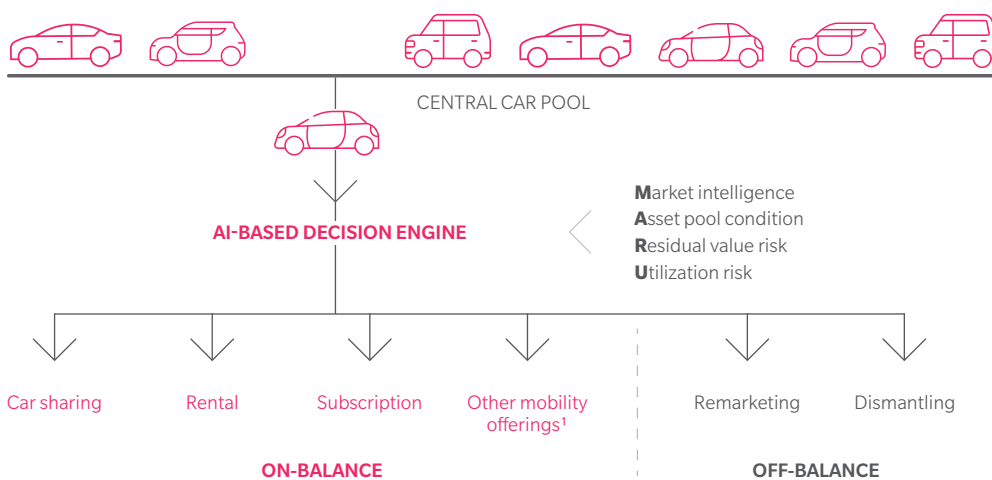 CENTRAL CAR POOL
Market intelligence
Asset pool condition
Residual value risk
Utilization risk
AI-BASED DECISION ENGINE
Car sharing
Rental
Subscription
Other mobility
offerings¹
Remarketing
Dismantling
ON-BALANCE
OFF-BALANCE